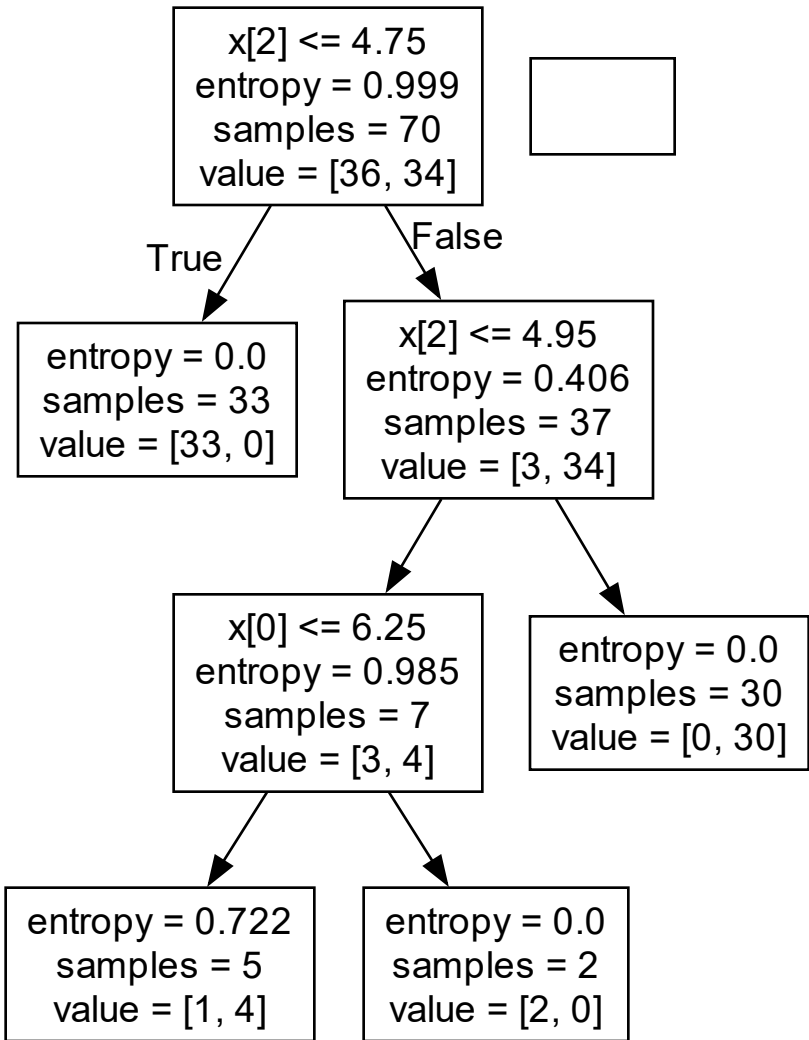 x[2] <= 4.75
entropy = 0.999
samples = 70
value = [36, 34]
True
False
entropy = 0.0
samples = 33
value = [33, 0]
x[2] <= 4.95
entropy = 0.406
samples = 37
value = [3, 34]
x[0] <= 6.25
entropy = 0.985
samples = 7
value = [3, 4]
entropy = 0.0
samples = 30
value = [0, 30]
entropy = 0.722
samples = 5
value = [1, 4]
entropy = 0.0
samples = 2
value = [2, 0]